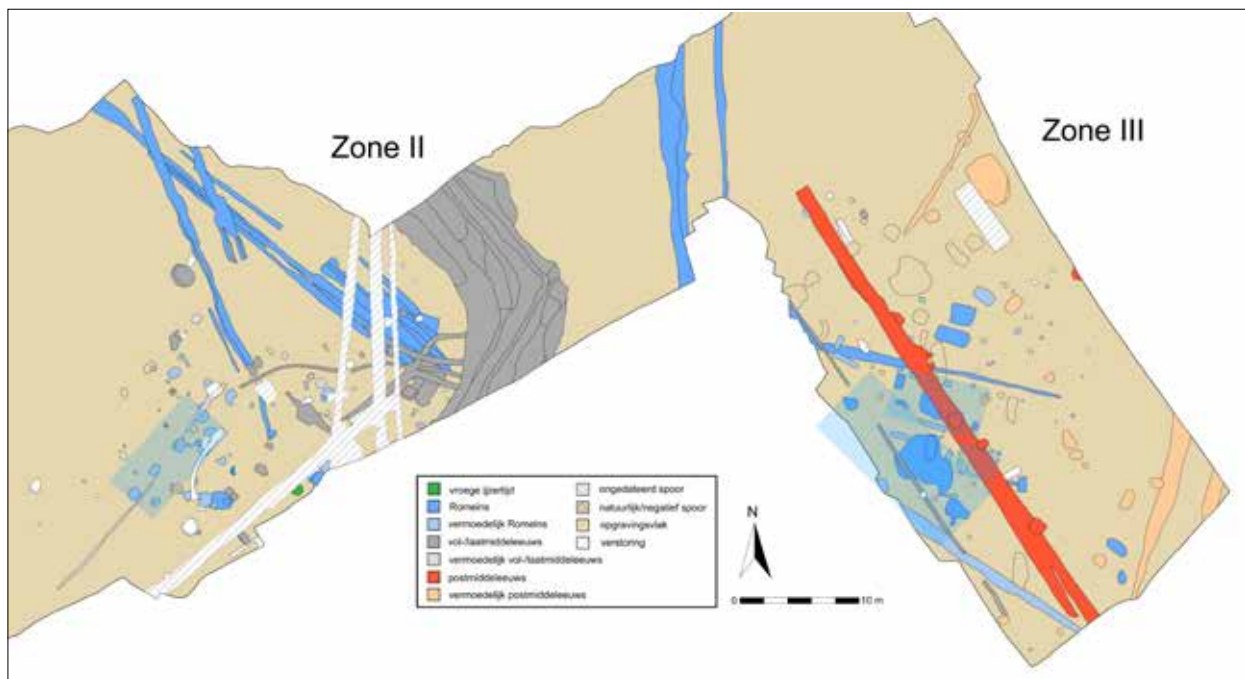 Zone II
Zone III
vroege ijzertijd
Romeins
vermoedelijk Romeins
vol-/laatmiddeleeuws
vermoedelijk vol-/laatmiddeleeuws
postmiddeleeuws
vermoedelijk postmiddeleeuws
ongedateerd spoor
natuurlijk/negatief spoor
opgravingsvlak
verstoring
N
0 10 m